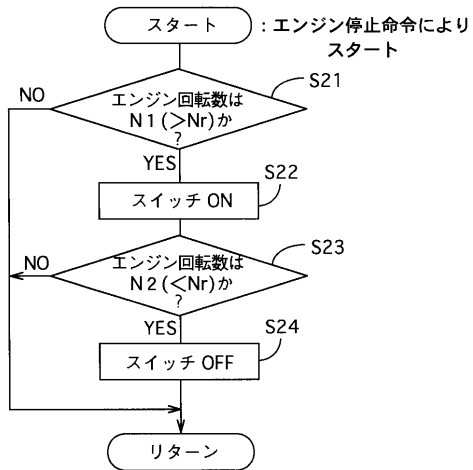 スタート
：エンジン停止命令により
スタート
S21
NO
エンジン回転数は
N1(>Nr)か
?
YES
S22
スイッチ ON
S23
NO
エンジン回転数は
N2(<Nr)か
?
YES
S24
スイッチ OFF
リターン